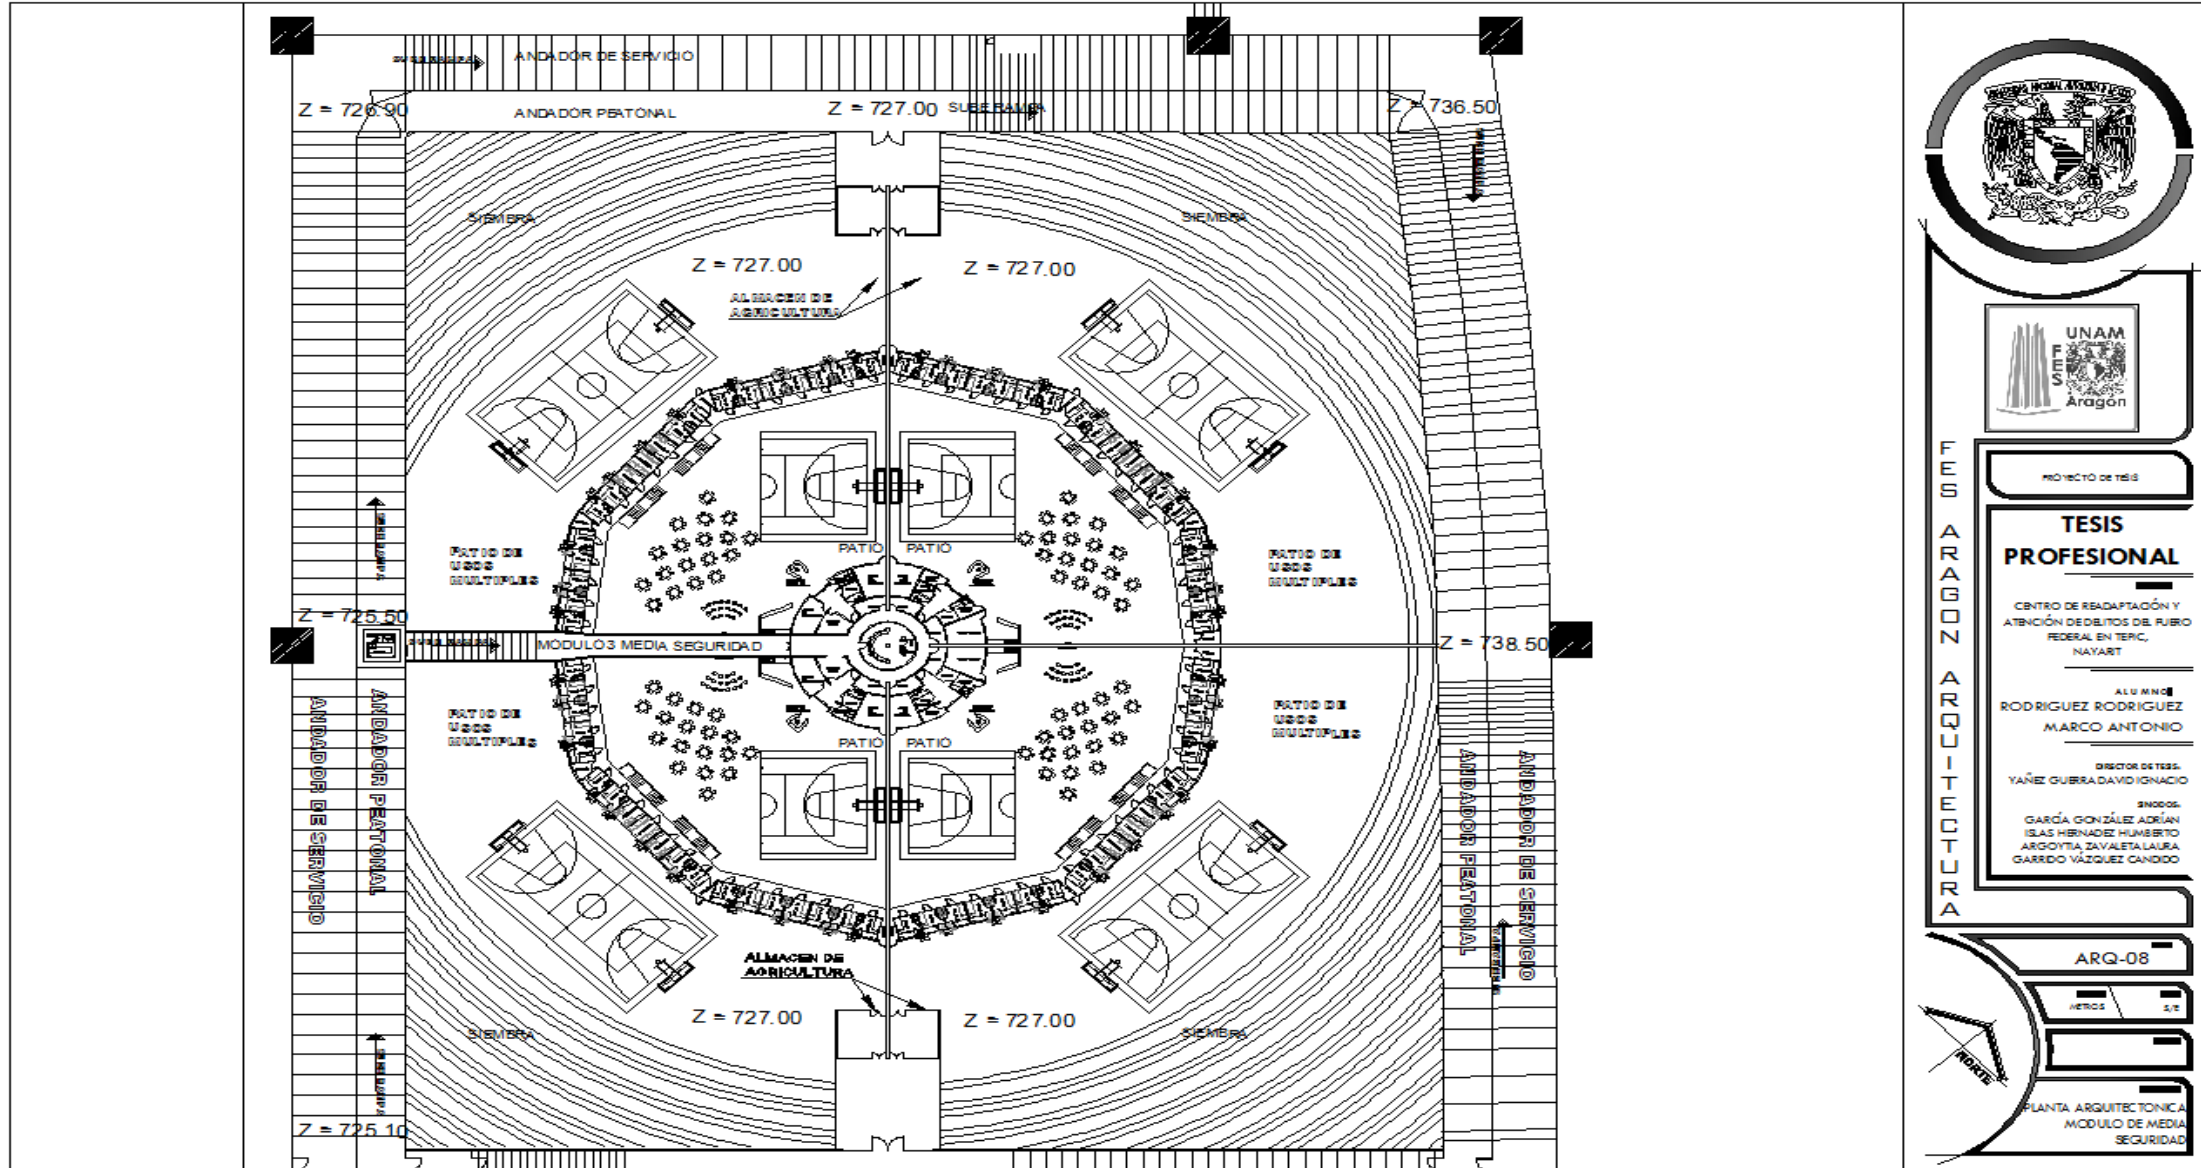 ANDADOR DE SERVICIO
Z = 726.90
ANDADOR PEATONAL
Z = 727.00
SUBE RAMPA
Z = 736.50
SIEMBRA
SIEMBRA
Z = 727.00
Z = 727.00
ALMACEN DE
AGRICULTURA
PATIO
PATIO
PATIO DE
USOS
MULTIPLES
PATIO DE
USOS
MULTIPLES
Z = 725.50
MODULO 3 MEDIA SEGURIDAD
Z = 738.50
PATIO DE
USOS
MULTIPLES
PATIO DE
USOS
MULTIPLES
PATIO
PATIO
ANDADOR DE SERVICIO
ANDADOR PEATONAL
ANDADOR PEATONAL
ANDADOR DE SERVICIO
ALMACEN DE
AGRICULTURA
Z = 727.00
Z = 727.00
SIEMBRA
SIEMBRA
Z = 725.10
UNAM
FES
Aragón
FES ARAGON ARQUITECTURA
PROYECTO DE TESIS
TESIS
PROFESIONAL
CENTRO DE READAPTACIÓN Y
ATENCIÓN DE DELITOS DEL FUERO
FEDERAL EN TEPIC,
NAYARIT
ALUMNO
RODRIGUEZ RODRIGUEZ
MARCO ANTONIO
DIRECTOR DE TESIS:
YAÑEZ GUERRA DAVID IGNACIO
SINODOS:
GARCÍA GONZÁLEZ ADRÍAN
ISLAS HERNADEZ HUMBERTO
ARGOYTIA ZAVALETA LAURA
GARRIDO VÁZQUEZ CANDIDO
ARQ-08
METROS
S/E
NORTE
PLANTA ARQUITECTONICA
MODULO DE MEDIA
SEGURIDAD